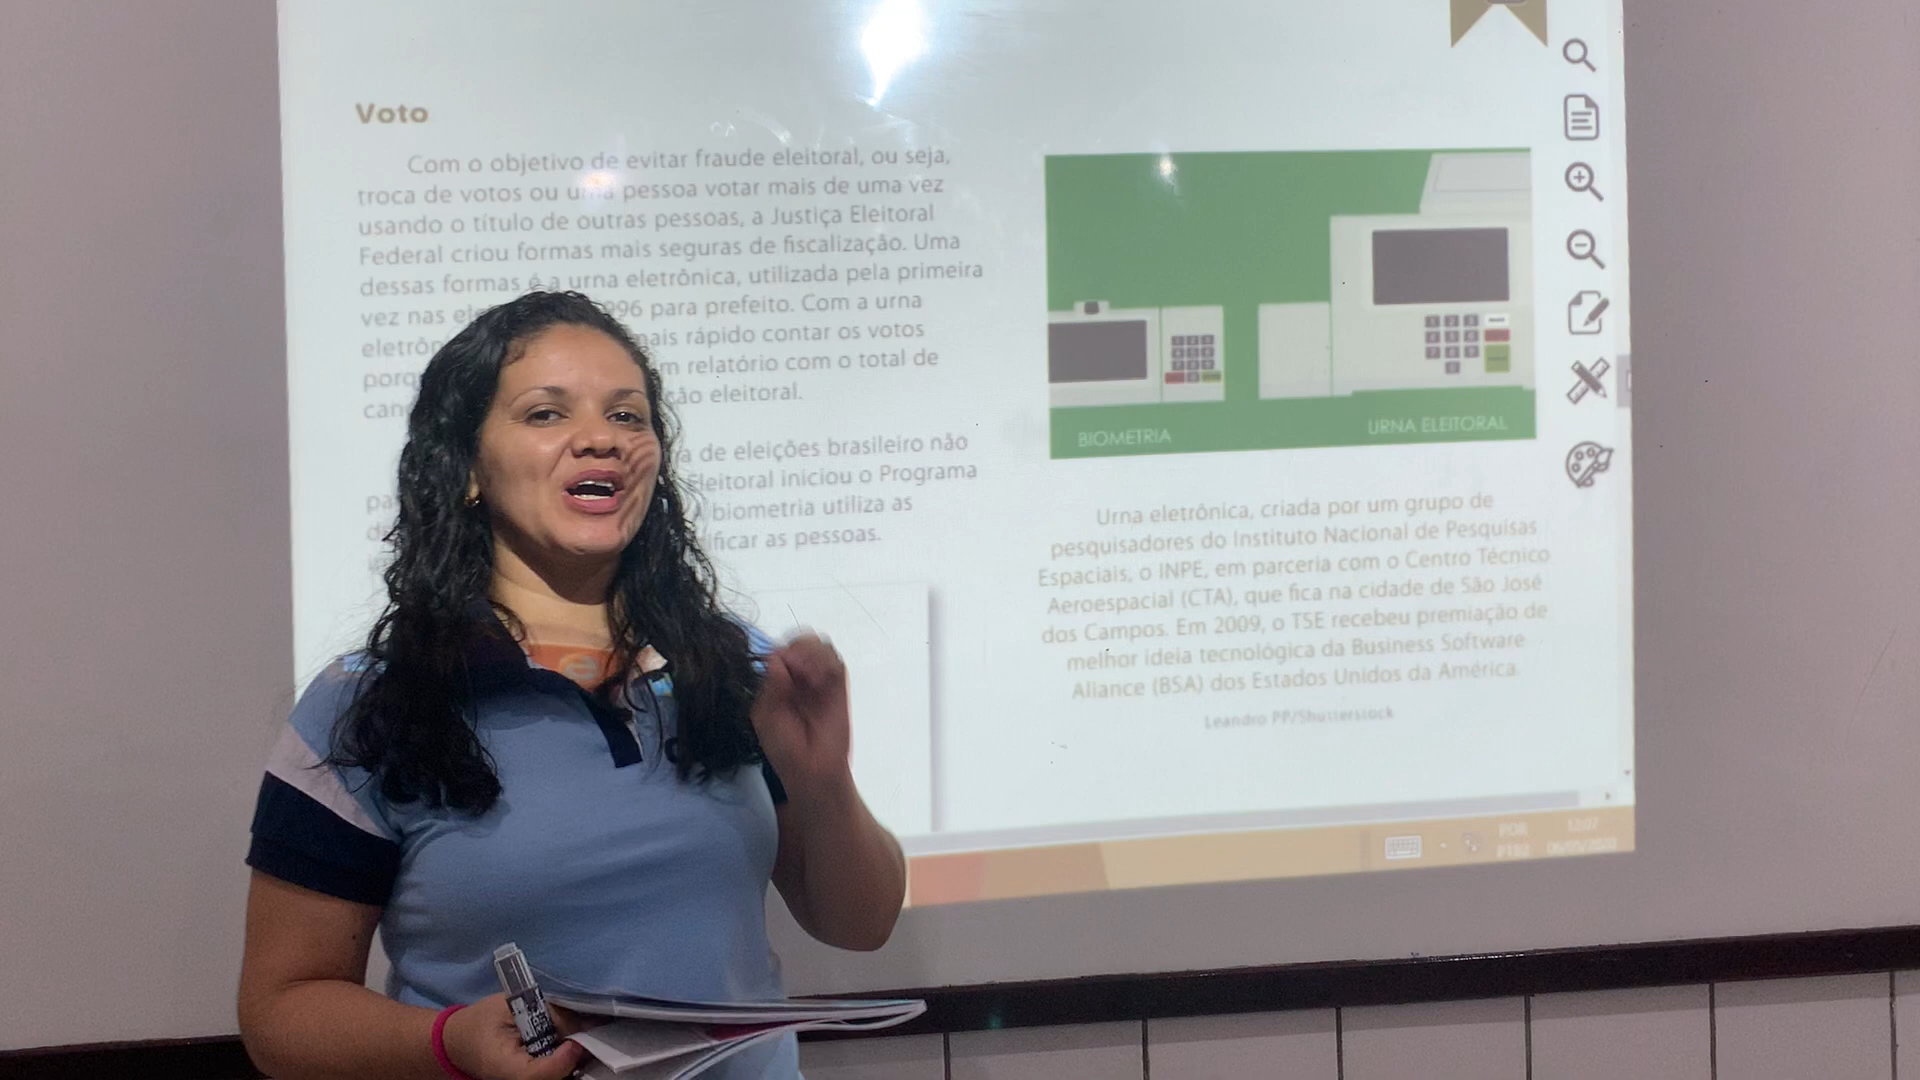 Voto
Com o objetivo de evitar fraude eleitoral, ou seja,
troca de votos ou uma pessoa votar mais de uma vez
usando o título de outras pessoas, a Justiça Eleitoral
Federal criou formas mais seguras de fiscalização. Uma
dessas formas é a urna eletrônica, utilizada pela primeira
vez nas 996 para prefeito. Com a urna
mais rápido contar os votos
relatório com o total de
eleitoral.
de eleições brasileiro não
Eleitoral iniciou o Programa
biometria utiliza as
ificar as pessoas.
BIOMETRIA
URNA ELEITORAL
Urna eletrônica, criada por um grupo de
pesquisadores do Instituto Nacional de Pesquisas
Espaciais, o INPE, em parceria com o Centro Técnico
Aeroespacial (CTA), que fica na cidade de São José
dos Campos. Em 2009, o TSE recebeu premiação de
melhor ideia tecnológica da Business Software
Aliance (BSA) dos Estados Unidos da América.
Leandro PP/Shutterstock
POR
PTB2